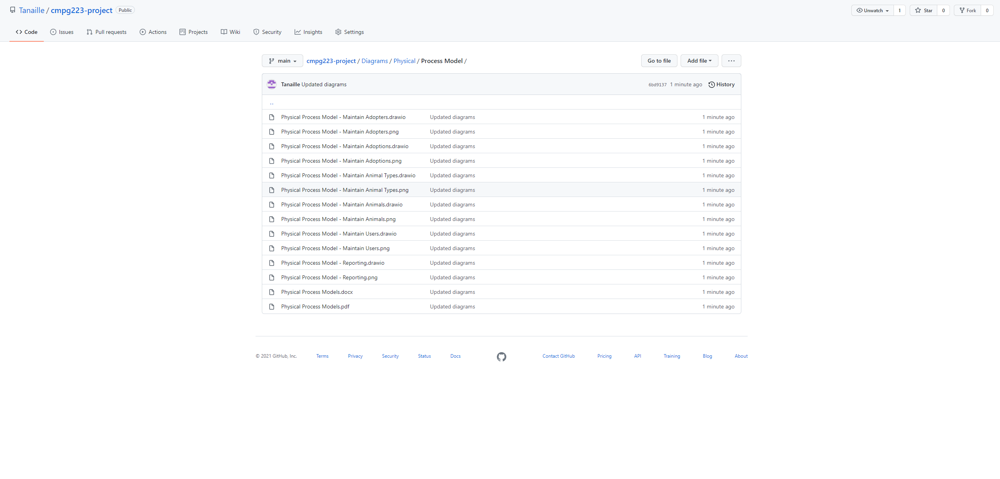 Tanaille / cmpg223-project Public Unwatch 1 Star 0 Fork 0
Code Issues Pull requests Actions Projects Wiki Security Insights Settings
main cmpg223-project / Diagrams / Physical / Process Model / Go to file Add file ...
Tanaille Updated diagrams 6bd9137 1 minute ago History
..
Physical Process Model - Maintain Adopters.drawio Updated diagrams 1 minute ago
Physical Process Model - Maintain Adopters.png Updated diagrams 1 minute ago
Physical Process Model - Maintain Adoptions.drawio Updated diagrams 1 minute ago
Physical Process Model - Maintain Adoptions.png Updated diagrams 1 minute ago
Physical Process Model - Maintain Animal Types.drawio Updated diagrams 1 minute ago
Physical Process Model - Maintain Animal Types.png Updated diagrams 1 minute ago
Physical Process Model - Maintain Animals.drawio Updated diagrams 1 minute ago
Physical Process Model - Maintain Animals.png Updated diagrams 1 minute ago
Physical Process Model - Maintain Users.drawio Updated diagrams 1 minute ago
Physical Process Model - Maintain Users.png Updated diagrams 1 minute ago
Physical Process Model - Reporting.drawio Updated diagrams 1 minute ago
Physical Process Model - Reporting.png Updated diagrams 1 minute ago
Physical Process Models.docx Updated diagrams 1 minute ago
Physical Process Models.pdf Updated diagrams 1 minute ago
© 2021 GitHub, Inc. Terms Privacy Security Status Docs Contact GitHub Pricing API Training Blog About